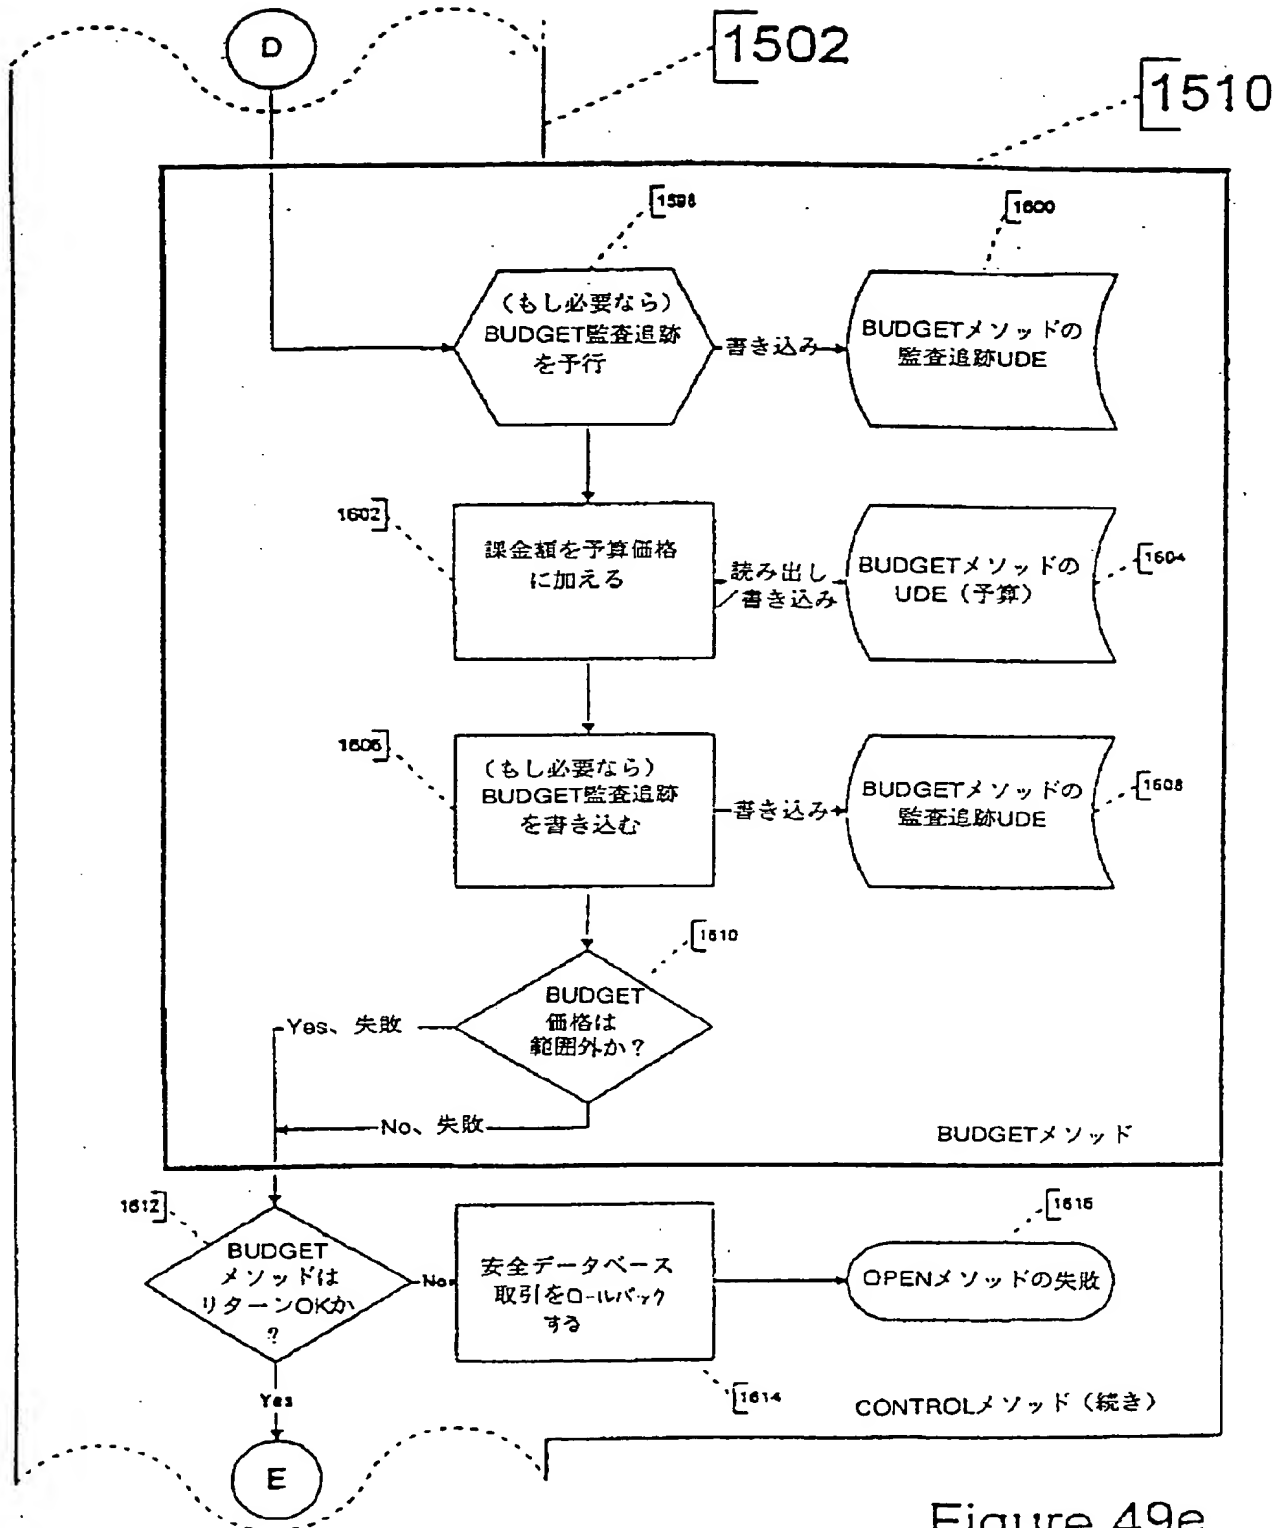 D
1502
1510
1598
1600
（もし必要なら）
BUDGET監査追跡
を予行
書き込み
BUDGETメソッドの
監査追跡UDE
1602
課金額を予算価格
に加える
読み出し
／書き込み
BUDGETメソッドの
UDE（予算）
1604
1606
（もし必要なら）
BUDGET監査追跡
を書き込む
書き込み
BUDGETメソッドの
監査追跡UDE
1608
1610
BUDGET
価格は
範囲外か？
Yes、失敗
No、失敗
BUDGETメソッド
1612
BUDGET
メソッドは
リターンOKか
？
No
安全データベース
取引をロールバック
する
1616
OPENメソッドの失敗
Yes
1614
CONTROLメソッド（続き）
E
Figure 49e